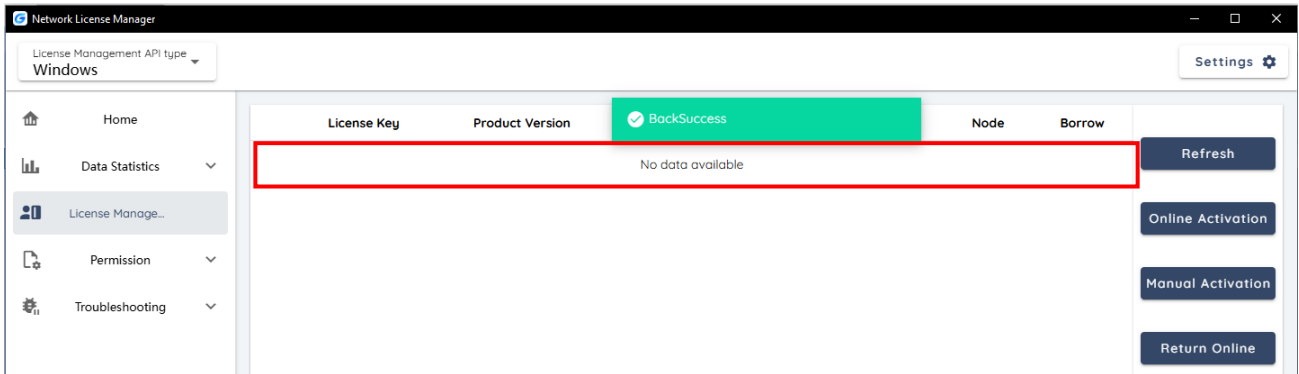 Network License Manager
License Management API type
Windows
Settings
Home
Data Statistics
License Manage...
Permission
Troubleshooting
License Key Product Version Node Borrow
BackSuccess
No data available
Refresh
Online Activation
Manual Activation
Return Online